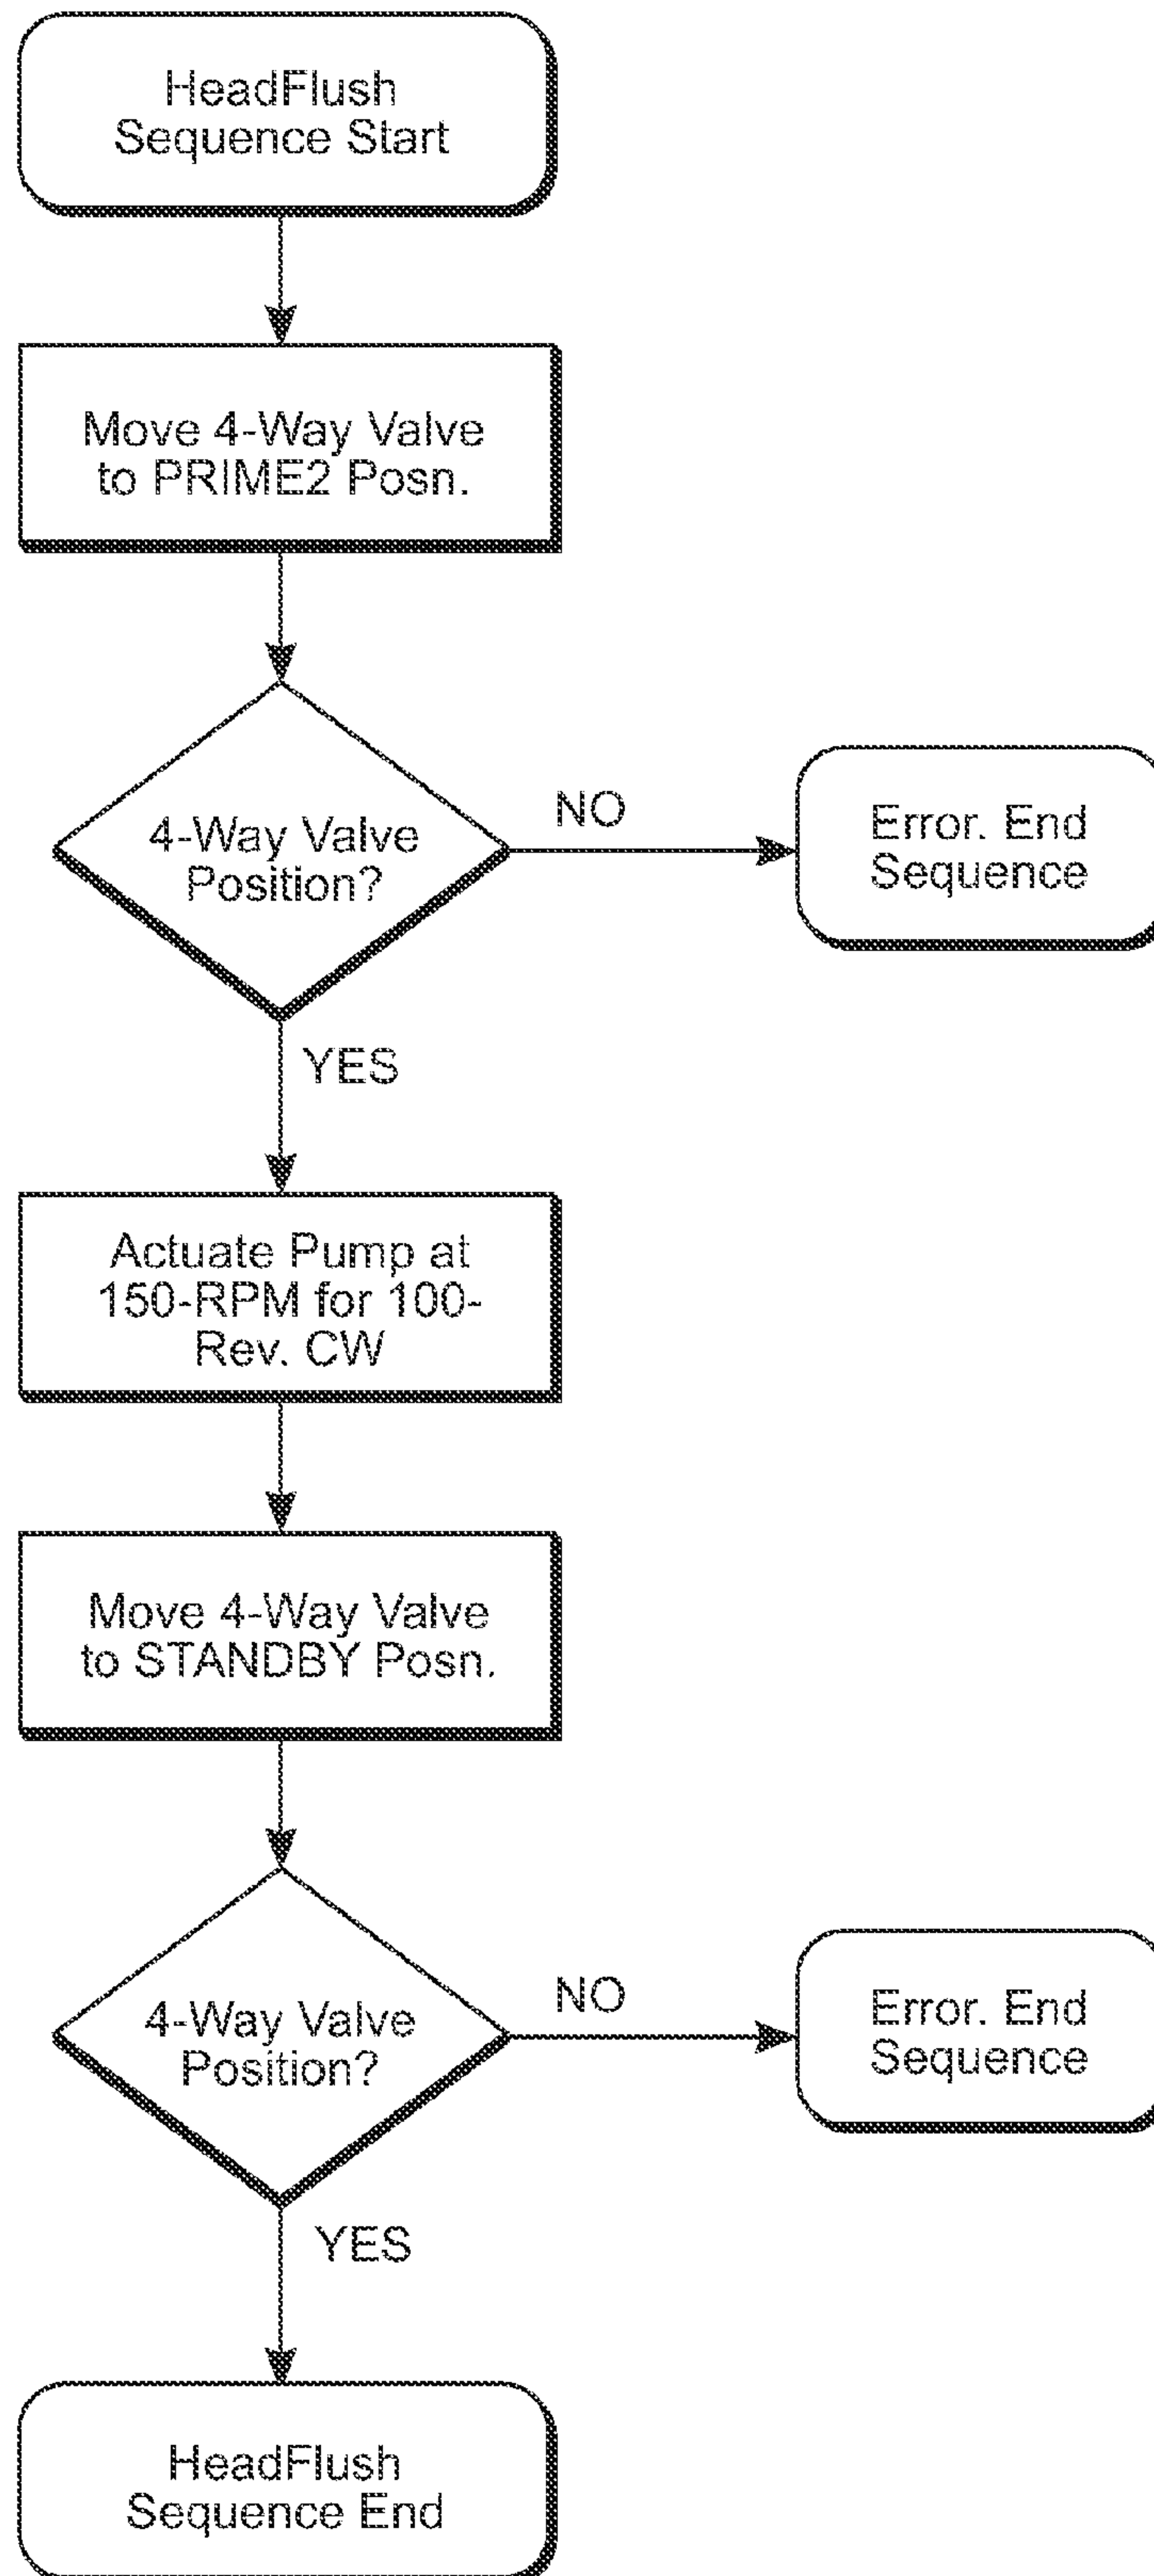 HeadFlush
Sequence Start
Move 4-Way Valve
to PRIME2 Posn.
4-Way Valve
Position?
NO
Error. End
Sequence
YES
Actuate Pump at
150-RPM for 100-
Rev. CW
Move 4-Way Valve
to STANDBY Posn.
4-Way Valve
Position?
NO
Error. End
Sequence
YES
HeadFlush
Sequence End